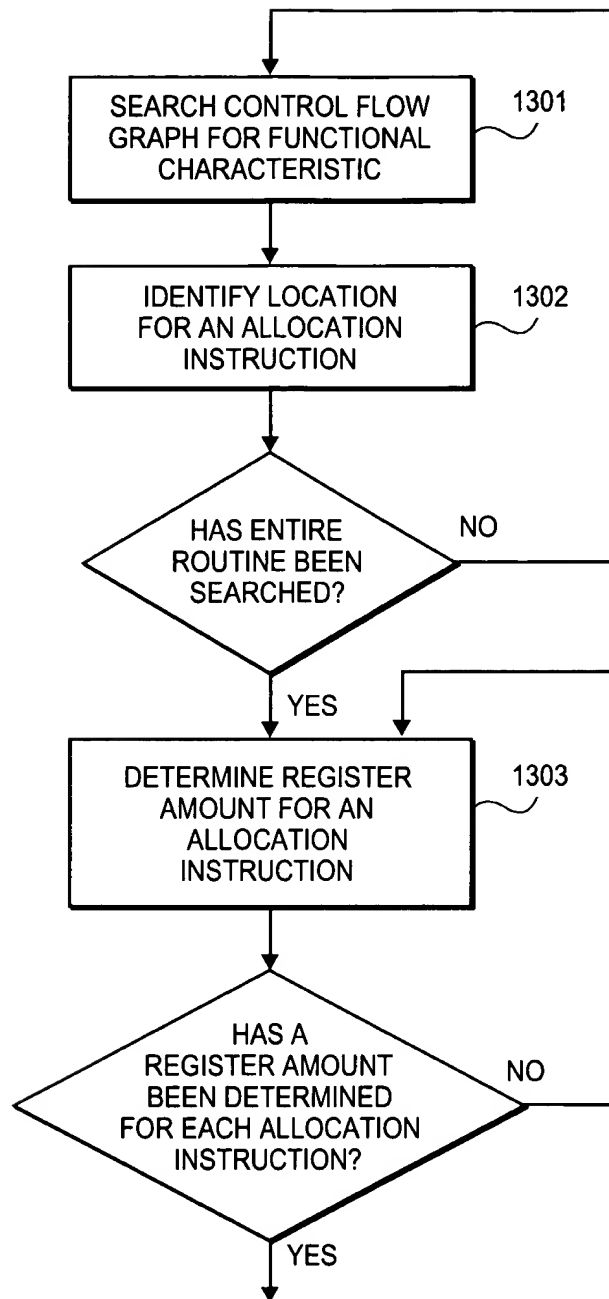 SEARCH CONTROL FLOW
GRAPH FOR FUNCTIONAL
CHARACTERISTIC
1301
IDENTIFY LOCATION
FOR AN ALLOCATION
INSTRUCTION
1302
HAS ENTIRE
ROUTINE BEEN
SEARCHED?
NO
YES
DETERMINE REGISTER
AMOUNT FOR AN
ALLOCATION
INSTRUCTION
1303
HAS A
REGISTER AMOUNT
BEEN DETERMINED
FOR EACH ALLOCATION
INSTRUCTION?
NO
YES